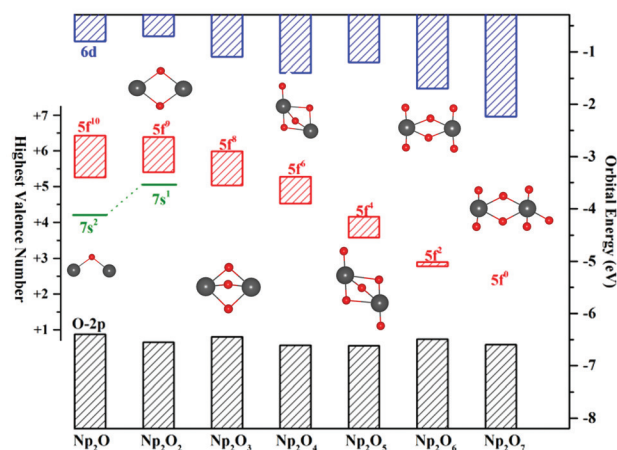 6d
5f10
5f9
5f8
5f6
5f4
5f2
5f0
7s2
7s1
O-2p
Highest Valence Number
+7
+6
+5
+4
+3
+2
+1
Orbital Energy (eV)
-1
-2
-3
-4
-5
-6
-7
-8
Np2O
Np2O2
Np2O3
Np2O4
Np2O5
Np2O6
Np2O7